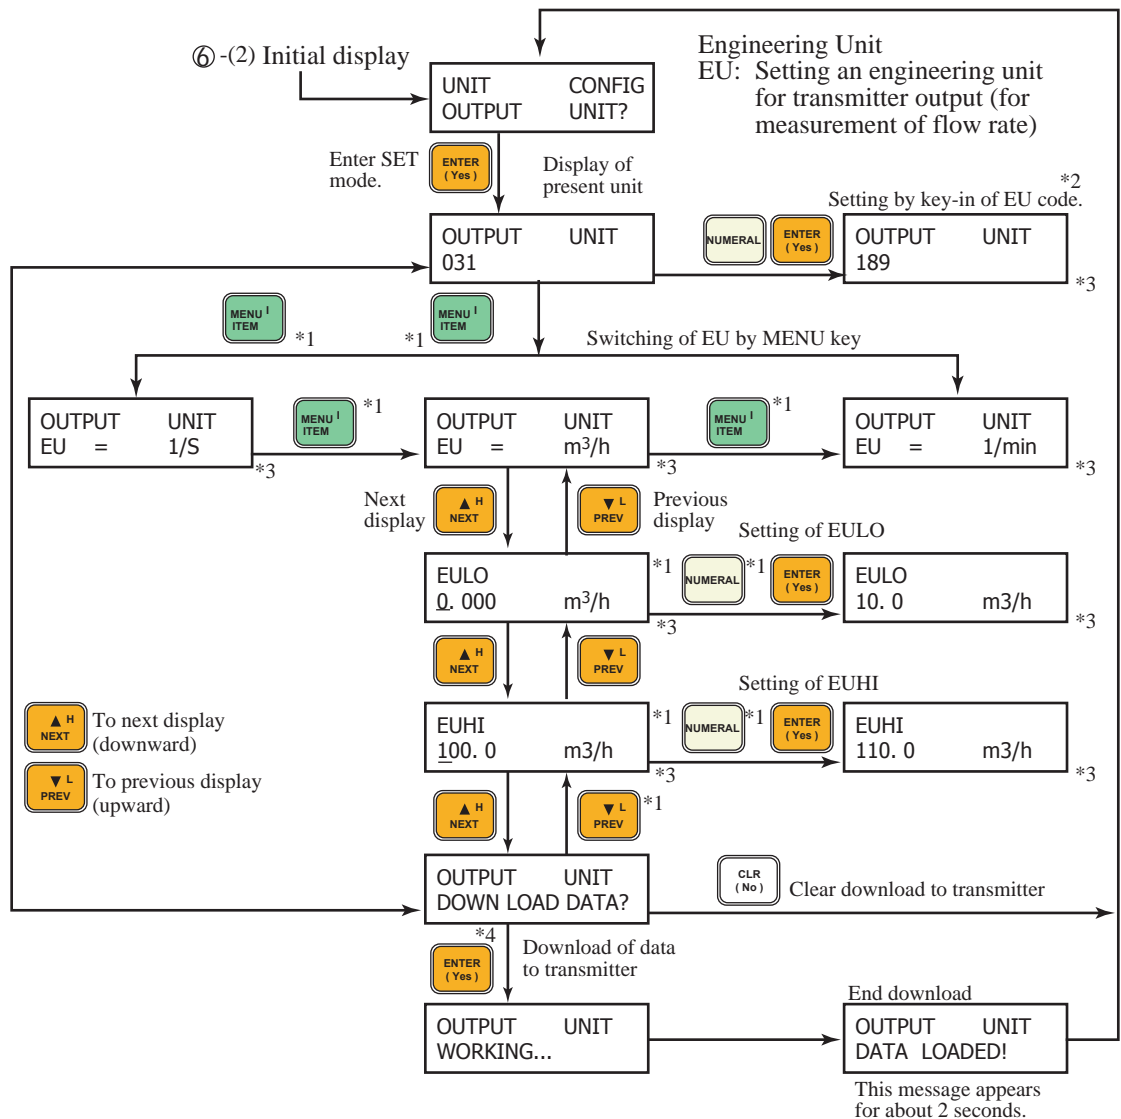 ⑥-(2) Initial display
Engineering Unit
EU: Setting an engineering unit
for transmitter output (for
measurement of flow rate)
UNIT CONFIG
OUTPUT UNIT?
Enter SET
mode.
ENTER
(Yes)
Display of
present unit
*2
Setting by key-in of EU code.
OUTPUT UNIT
031
NUMERAL
ENTER
(Yes)
OUTPUT UNIT
189
*3
MENU I
ITEM
*1
*1
MENU I
ITEM
Switching of EU by MENU key
OUTPUT UNIT
EU = 1/S
*3
MENU I
ITEM
*1
OUTPUT UNIT
EU = m³/h
*3
MENU I
ITEM
*1
OUTPUT UNIT
EU = 1/min
*3
Next
display
▲ H
NEXT
▼ L
PREV
Previous
display
Setting of EULO
EULO
0. 000 m³/h
*1
NUMERAL
*1
ENTER
(Yes)
*3
EULO
10. 0 m3/h
*3
▲ H
NEXT
▼ L
PREV
Setting of EUHI
EUHI
100. 0 m3/h
*1
NUMERAL
*1
ENTER
(Yes)
*3
EUHI
110. 0 m3/h
*3
▲ H
NEXT
To next display
(downward)
▼ L
PREV
To previous display
(upward)
▲ H
NEXT
▼ L
PREV
*1
OUTPUT UNIT
DOWN LOAD DATA?
CLR
(No)
Clear download to transmitter
*4
ENTER
(Yes)
Download of data
to transmitter
OUTPUT UNIT
WORKING...
End download
OUTPUT UNIT
DATA LOADED!
This message appears
for about 2 seconds.